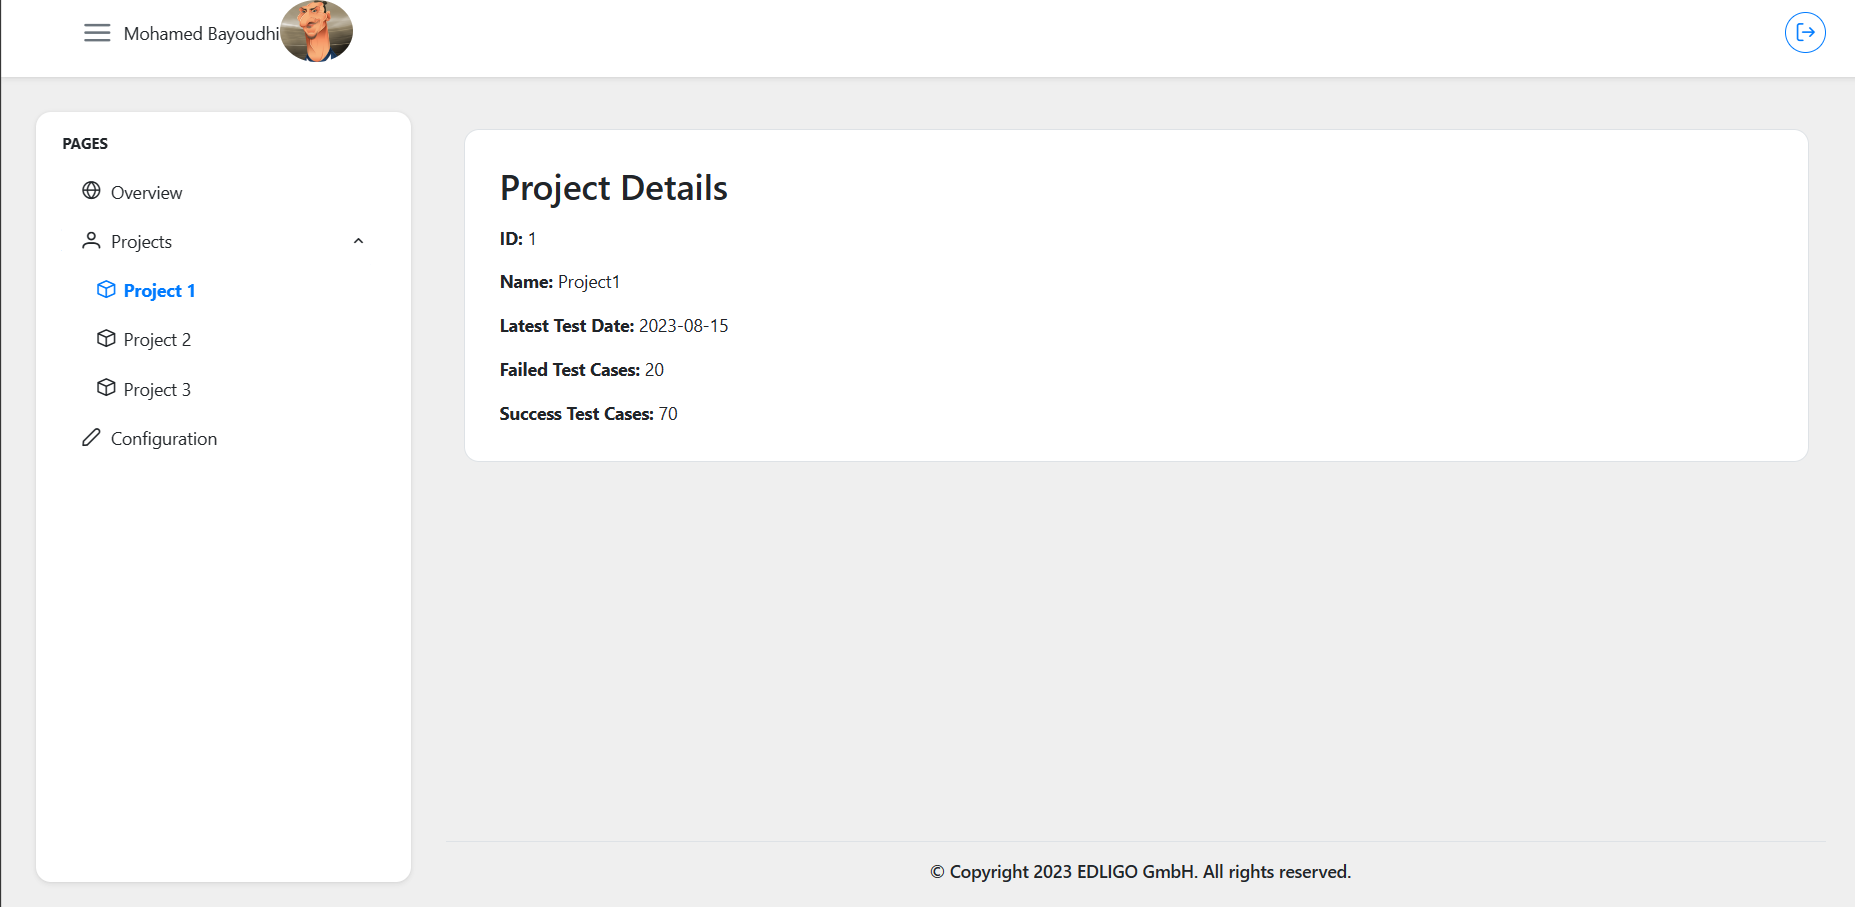 Mohamed Bayoudhi
PAGES
Overview
Projects
Project 1
Project 2
Project 3
Configuration
Project Details
ID: 1
Name: Project1
Latest Test Date: 2023-08-15
Failed Test Cases: 20
Success Test Cases: 70
© Copyright 2023 EDLIGO GmbH. All rights reserved.